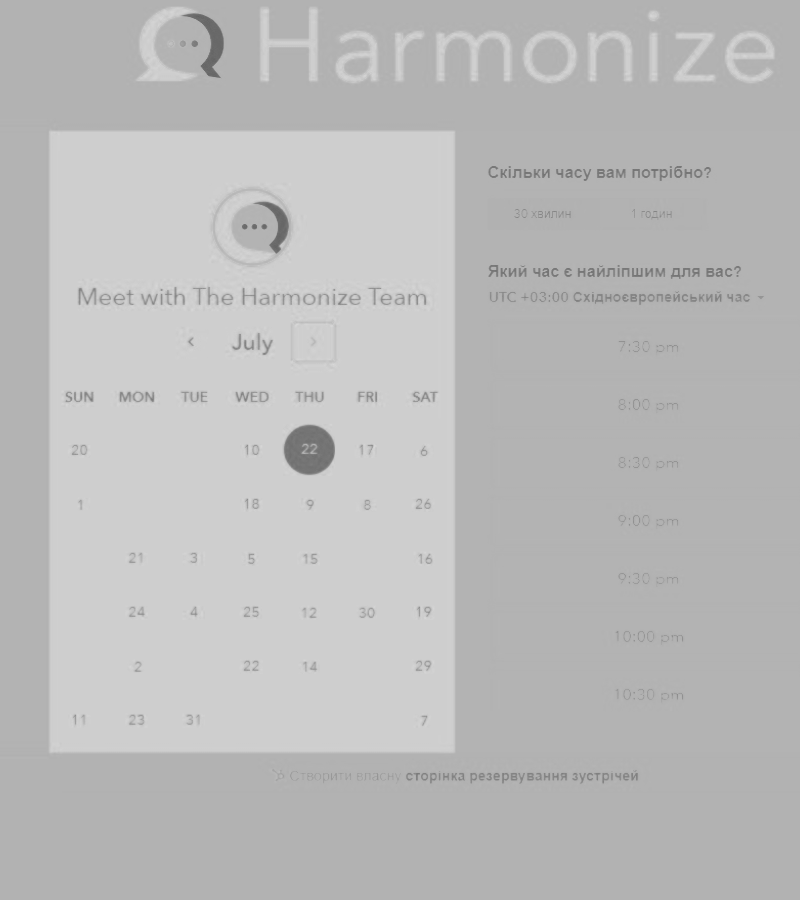 Harmonize
Meet with The Harmonize Team
‹ July ›
SUN MON TUE WED THU FRI SAT
20 10 22 17 6
1 18 9 8 26
21 3 5 15 16
24 4 25 12 30 19
2 22 14 29
11 23 31 7
Скільки часу вам потрібно?
30 хвилин 1 годин
Який час є найліпшим для вас?
UTC +03:00 Східноєвропейський час
7:30 pm
8:00 pm
8:30 pm
9:00 pm
9:30 pm
10:00 pm
10:30 pm
Створити власну сторінка резервування зустрічей